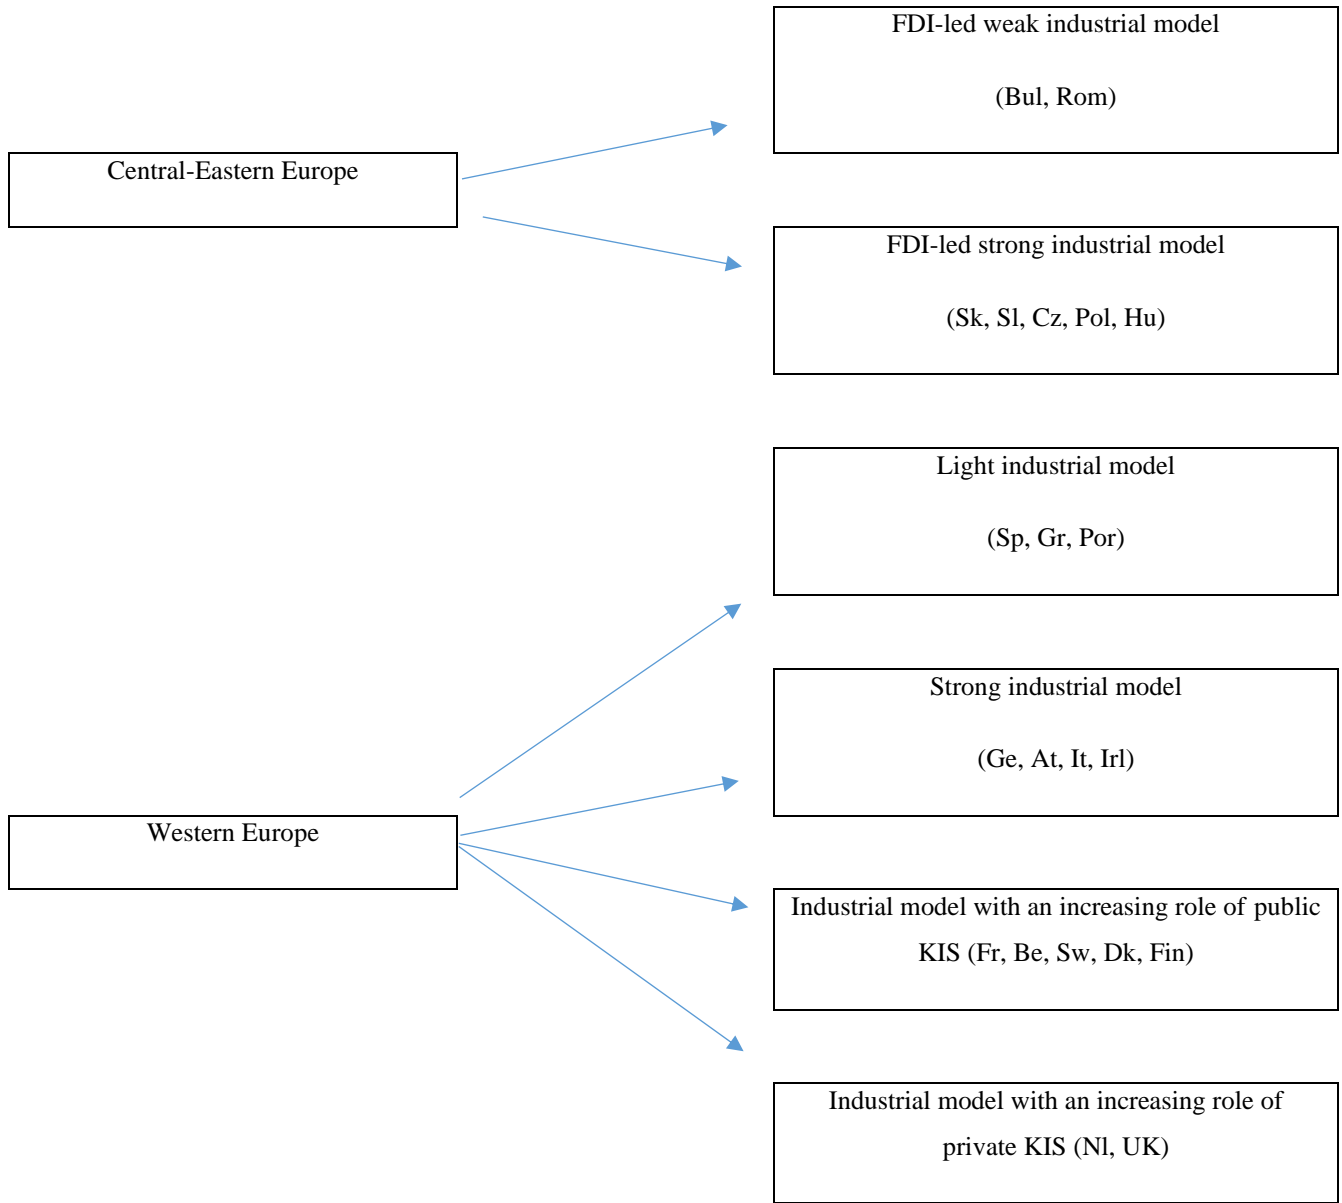 FDI-led weak industrial model
(Bul, Rom)
Central-Eastern Europe
FDI-led strong industrial model
(Sk, Sl, Cz, Pol, Hu)
Light industrial model
(Sp, Gr, Por)
Strong industrial model
(Ge, At, It, Irl)
Western Europe
Industrial model with an increasing role of public
KIS (Fr, Be, Sw, Dk, Fin)
Industrial model with an increasing role of
private KIS (Nl, UK)